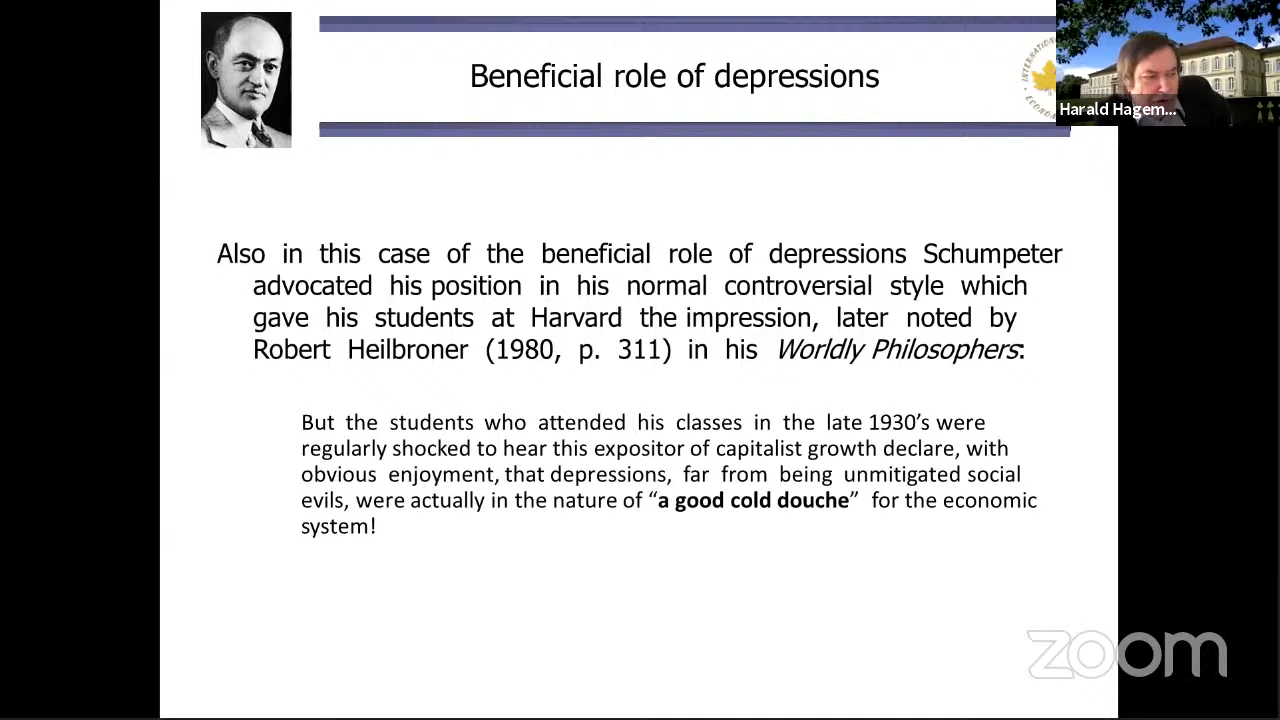 Beneficial role of depressions
INTERNATIONAL
ECONOM
Harald Hagem...
Also in this case of the beneficial role of depressions Schumpeter
advocated his position in his normal controversial style which
gave his students at Harvard the impression, later noted by
Robert Heilbroner (1980, p. 311) in his Worldly Philosophers:
But the students who attended his classes in the late 1930’s were
regularly shocked to hear this expositor of capitalist growth declare, with
obvious enjoyment, that depressions, far from being unmitigated social
evils, were actually in the nature of “a good cold douche” for the economic
system!
zoom